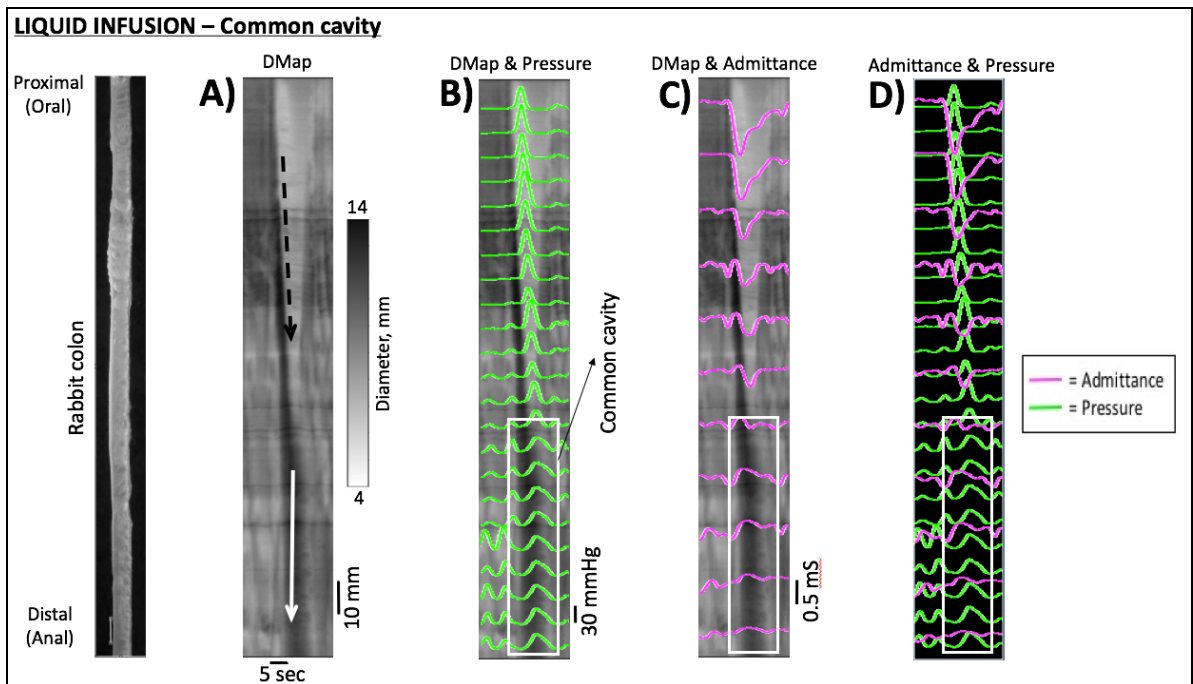 LIQUID INFUSION – Common cavity
Proximal
(Oral)
Rabbit colon
Distal
(Anal)
DMap
A)
14
Diameter, mm
4
10 mm
5 sec
DMap & Pressure
B)
Common cavity
30 mmHg
DMap & Admittance
C)
0.5 mS
Admittance & Pressure
D)
= Admittance
= Pressure